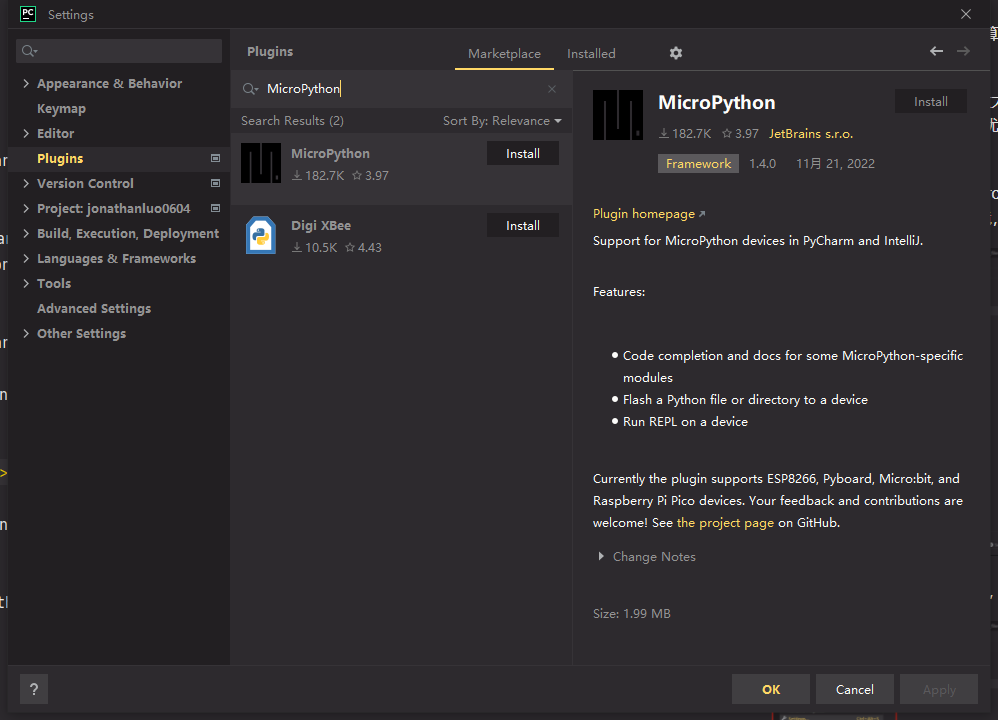 PC
Settings
Plugins
Marketplace
Installed
MicroPython
Search Results (2)
Sort By: Relevance
MicroPython
Install
182.7K
3.97
Digi XBee
Install
10.5K
4.43
Appearance & Behavior
Keymap
Editor
Plugins
Version Control
Project: jonathanluo0604
Build, Execution, Deployment
Languages & Frameworks
Tools
Advanced Settings
Other Settings
MicroPython
Install
182.7K
3.97
JetBrains s.r.o.
Framework
1.4.0
11月 21, 2022
Plugin homepage
Support for MicroPython devices in PyCharm and IntelliJ.
Features:
Code completion and docs for some MicroPython-specific
modules
Flash a Python file or directory to a device
Run REPL on a device
Currently the plugin supports ESP8266, Pyboard, Micro:bit, and
Raspberry Pi Pico devices. Your feedback and contributions are
welcome! See the project page on GitHub.
Change Notes
Size: 1.99 MB
?
OK
Cancel
Apply